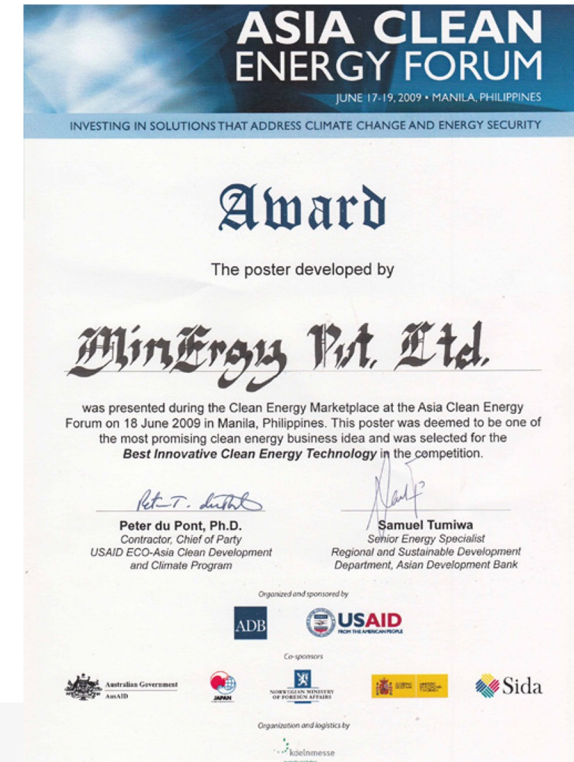 ASIA CLEAN
ENERGY FORUM
JUNE 17-19, 2009 • MANILA, PHILIPPINES
INVESTING IN SOLUTIONS THAT ADDRESS CLIMATE CHANGE AND ENERGY SECURITY
Award
The poster developed by
MinErgy Pvt. Ltd.
was presented during the Clean Energy Marketplace at the Asia Clean Energy
Forum on 18 June 2009 in Manila, Philippines. This poster was deemed to be one of
the most promising clean energy business idea and was selected for the
Best Innovative Clean Energy Technology in the competition.
Peter du Pont, Ph.D.
Contractor, Chief of Party
USAID ECO-Asia Clean Development
and Climate Program
Samuel Tumiwa
Senior Energy Specialist
Regional and Sustainable Development
Department, Asian Development Bank
Organized and sponsored by
ADB
USAID
FROM THE AMERICAN PEOPLE
Co-sponsors
Australian Government
AusAID
JAPAN
NORWEGIAN MINISTRY
OF FOREIGN AFFAIRS
Sida
Organization and logistics by
koelnmesse